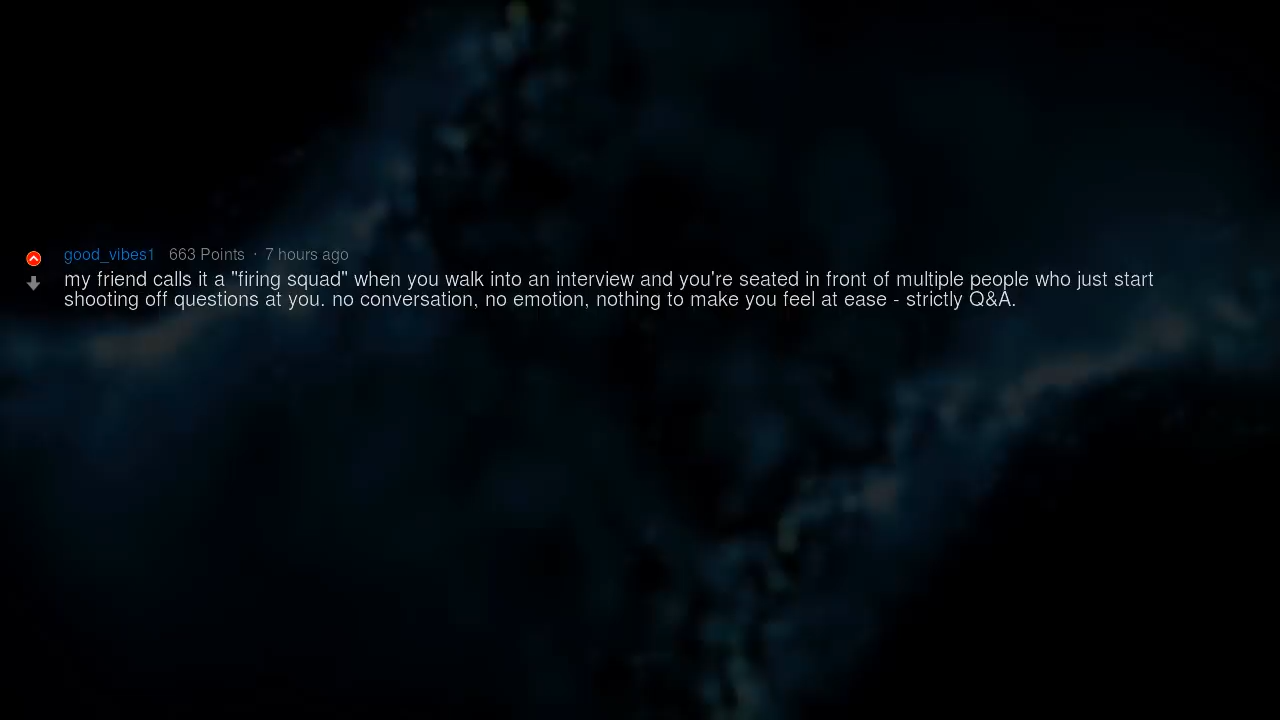 good_vibes1 663 Points · 7 hours ago
my friend calls it a "firing squad" when you walk into an interview and you're seated in front of multiple people who just start
shooting off questions at you. no conversation, no emotion, nothing to make you feel at ease - strictly Q&A.